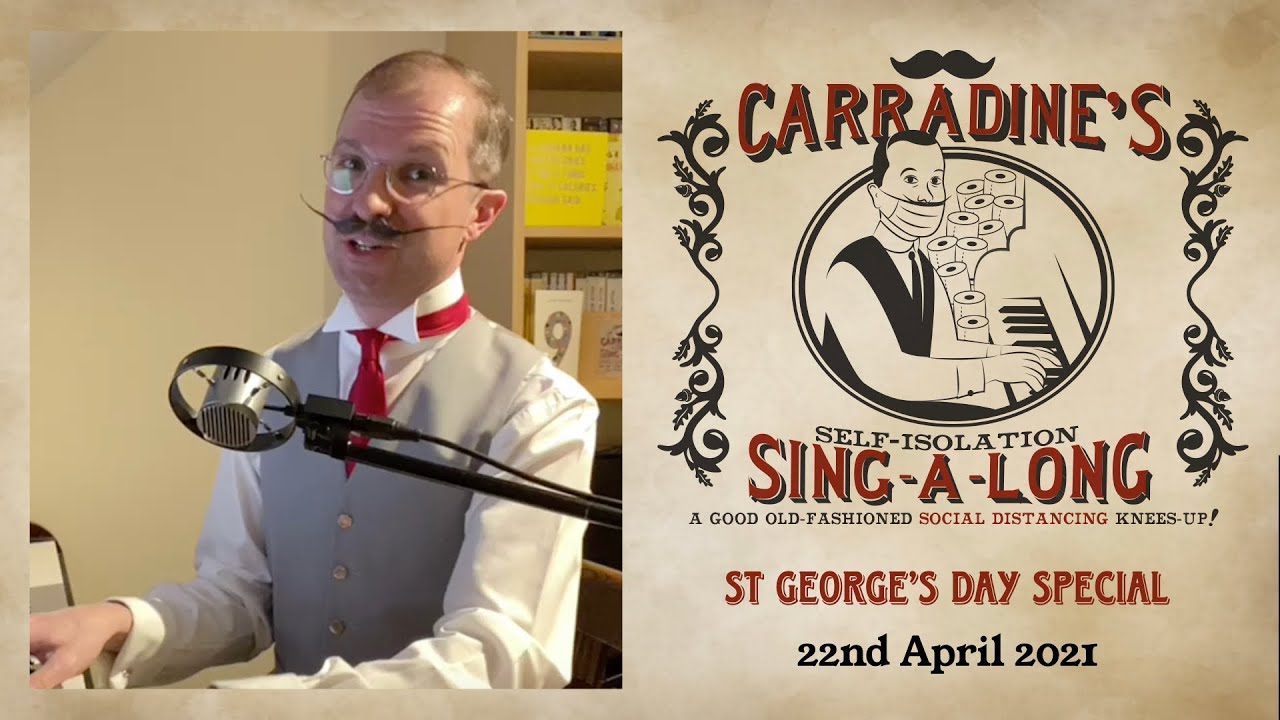 CARRADINE'S
SELF-ISOLATION
SING-A-LONG
A GOOD OLD-FASHIONED SOCIAL DISTANCING KNEES-UP!
ST GEORGE'S DAY SPECIAL
22nd April 2021
9